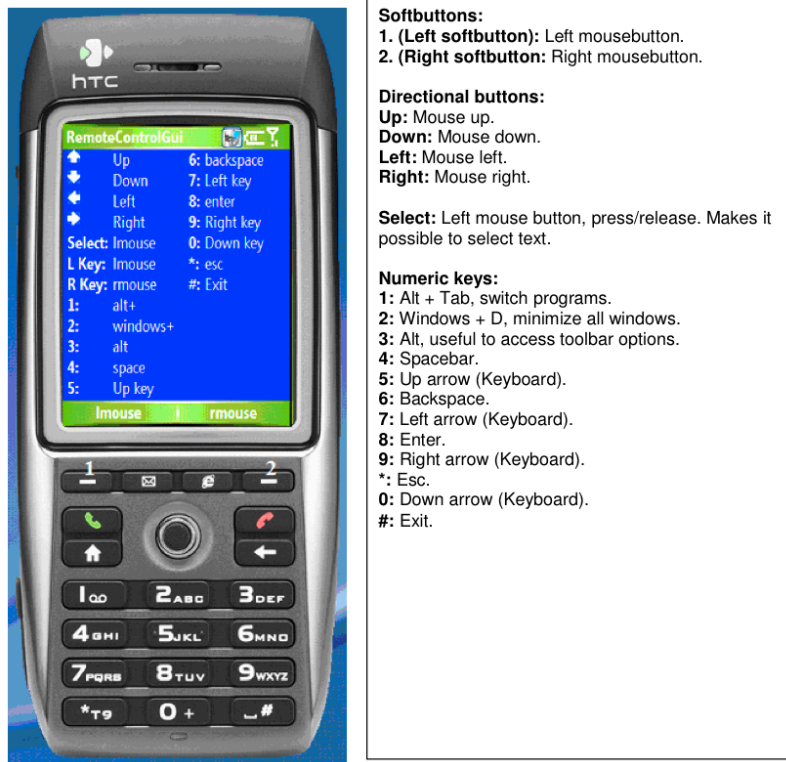 hTC
RemoteControlGui
Up 6: backspace
Down 7: Left key
Left 8: enter
Right 9: Right key
Select: lmouse 0: Down key
L Key: lmouse *: esc
R Key: rmouse #: Exit
1: alt+
2: windows+
3: alt
4: space
5: Up key
lmouse rmouse
1 2
1 2ABC 3DEF
4GHI 5JKL 6MNO
7PQRS 8TUV 9WXYZ
*T9 0 + #
Softbuttons:
1. (Left softbutton): Left mousebutton.
2. (Right softbutton: Right mousebutton.
Directional buttons:
Up: Mouse up.
Down: Mouse down.
Left: Mouse left.
Right: Mouse right.
Select: Left mouse button, press/release. Makes it
possible to select text.
Numeric keys:
1: Alt + Tab, switch programs.
2: Windows + D, minimize all windows.
3: Alt, useful to access toolbar options.
4: Spacebar.
5: Up arrow (Keyboard).
6: Backspace.
7: Left arrow (Keyboard).
8: Enter.
9: Right arrow (Keyboard).
*: Esc.
0: Down arrow (Keyboard).
#: Exit.